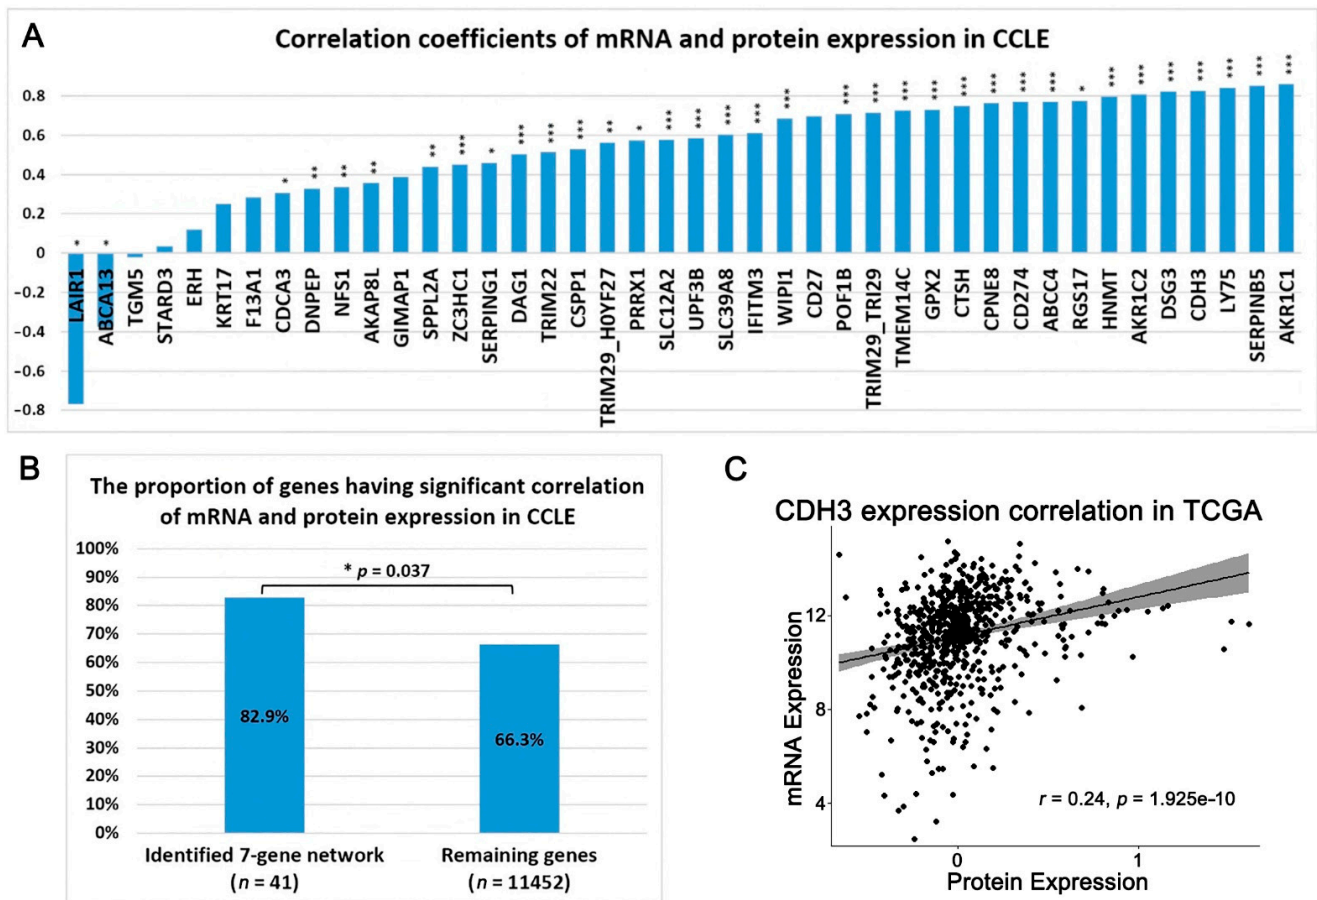 A
Correlation coefficients of mRNA and protein expression in CCLE
0.8
0.6
0.4
0.2
0
−0.2
−0.4
−0.6
−0.8
* LAIR1
* ABCA13
TGM5
STARD3
ERH
KRT17
F13A1
* CDCA3
** DNPEP
** NFS1
** AKAP8L
GIMAP1
** SPPL2A
*** ZC3HC1
* SERPING1
*** DAG1
*** TRIM22
*** CSPP1
** TRIM29_H0YF27
* PRRX1
*** SLC12A2
*** UPF3B
*** SLC39A8
*** IFITM3
*** WIPI1
CD27
*** POF1B
*** TRIM29_TRI29
*** TMEM14C
*** GPX2
*** CTSH
*** CPNE8
*** CD274
*** ABCC4
* RGS17
*** HNMT
*** AKR1C2
*** DSG3
*** CDH3
*** LY75
*** SERPINB5
*** AKR1C1
B
The proportion of genes having significant correlation
of mRNA and protein expression in CCLE
100%
90%
80%
70%
60%
50%
40%
30%
20%
10%
0%
* p = 0.037
82.9%
66.3%
Identified 7-gene network
(n = 41)
Remaining genes
(n = 11452)
C
CDH3 expression correlation in TCGA
mRNA Expression
12
8
4
r = 0.24, p = 1.925e-10
0
1
Protein Expression